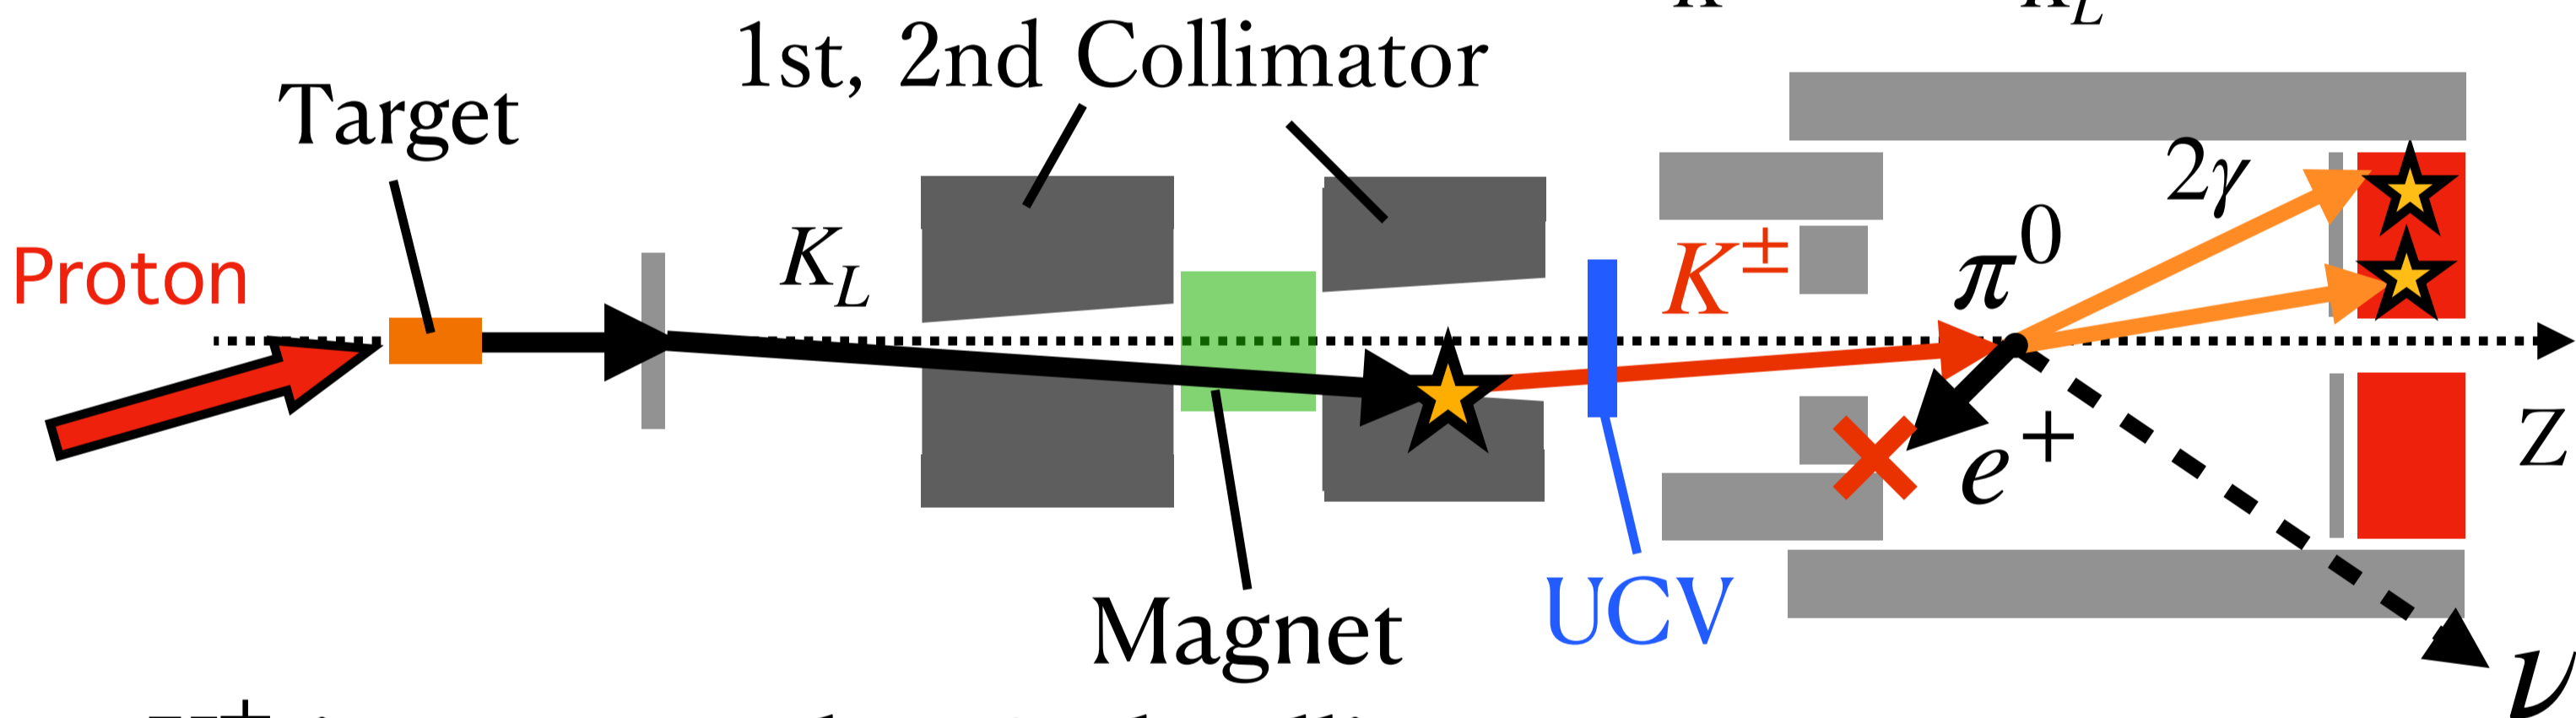 1st, 2nd Collimator
Target
Proton
K_L
K^±
π^0
2γ
e^+
Z
UCV
Magnet
ν